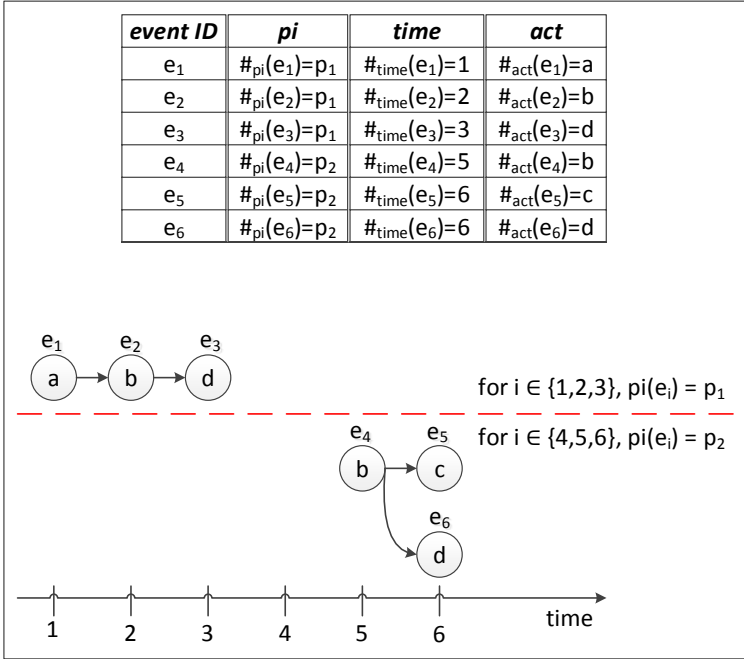 event ID pi time act
e1 #pi(e1)=p1 #time(e1)=1 #act(e1)=a
e2 #pi(e2)=p1 #time(e2)=2 #act(e2)=b
e3 #pi(e3)=p1 #time(e3)=3 #act(e3)=d
e4 #pi(e4)=p2 #time(e4)=5 #act(e4)=b
e5 #pi(e5)=p2 #time(e5)=6 #act(e5)=c
e6 #pi(e6)=p2 #time(e6)=6 #act(e6)=d
e1 e2 e3
a b d
for i ∈ {1,2,3}, pi(ei) = p1
for i ∈ {4,5,6}, pi(ei) = p2
e4 e5
b c
e6
d
time
1 2 3 4 5 6